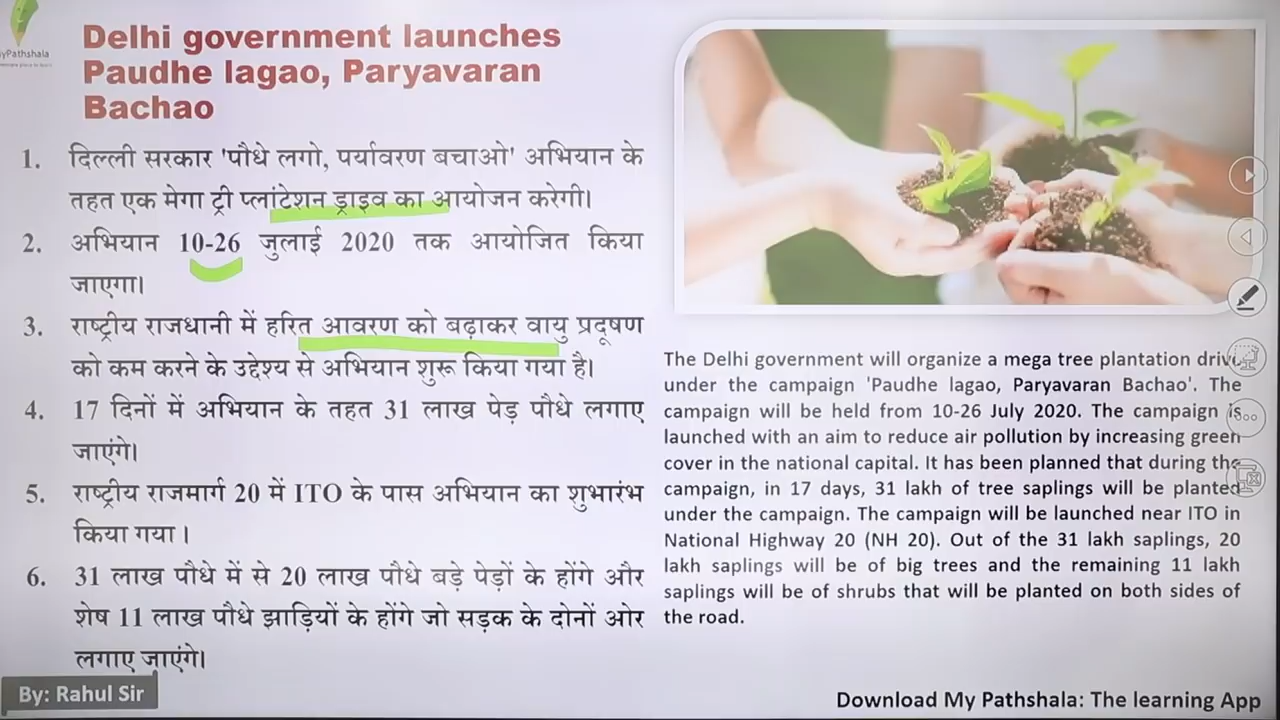 yPathshala
Delhi government launches
Paudhe lagao, Paryavaran
Bachao
1. दिल्ली सरकार 'पौधे लगो, पर्यावरण बचाओ' अभियान के
तहत एक मेगा ट्री प्लांटेशन ड्राइव का आयोजन करेगी।
2. अभियान 10-26 जुलाई 2020 तक आयोजित किया
जाएगा।
3. राष्ट्रीय राजधानी में हरित आवरण को बढ़ाकर वायु प्रदूषण
को कम करने के उद्देश्य से अभियान शुरू किया गया है।
4. 17 दिनों में अभियान के तहत 31 लाख पेड़ पौधे लगाए
जाएंगे।
5. राष्ट्रीय राजमार्ग 20 में ITO के पास अभियान का शुभारंभ
किया गया ।
6. 31 लाख पौधे में से 20 लाख पौधे बड़े पेड़ों के होंगे और
शेष 11 लाख पौधे झाड़ियों के होंगे जो सड़क के दोनों ओर
लगाए जाएंगे।
The Delhi government will organize a mega tree plantation drive
under the campaign 'Paudhe lagao, Paryavaran Bachao'. The
campaign will be held from 10-26 July 2020. The campaign is
launched with an aim to reduce air pollution by increasing green
cover in the national capital. It has been planned that during the
campaign, in 17 days, 31 lakh of tree saplings will be planted
under the campaign. The campaign will be launched near ITO in
National Highway 20 (NH 20). Out of the 31 lakh saplings, 20
lakh saplings will be of big trees and the remaining 11 lakh
saplings will be of shrubs that will be planted on both sides of
the road.
By: Rahul Sir
Download My Pathshala: The learning App